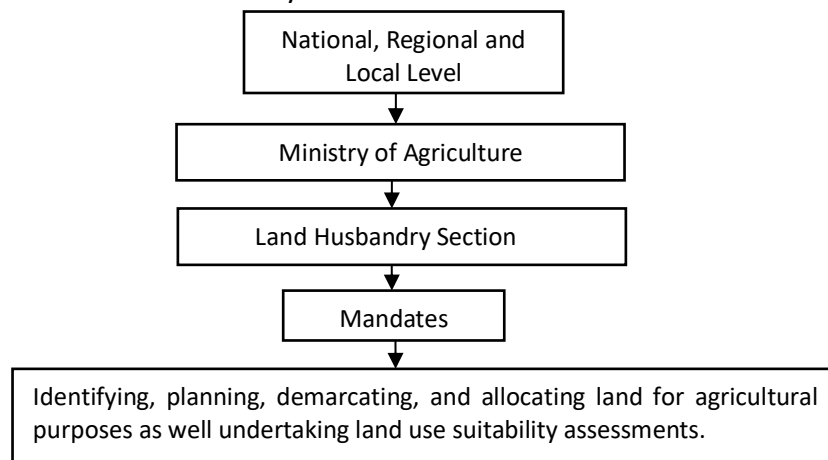 National, Regional and
Local Level
Ministry of Agriculture
Land Husbandry Section
Mandates
Identifying, planning, demarcating, and allocating land for agricultural
purposes as well undertaking land use suitability assessments.